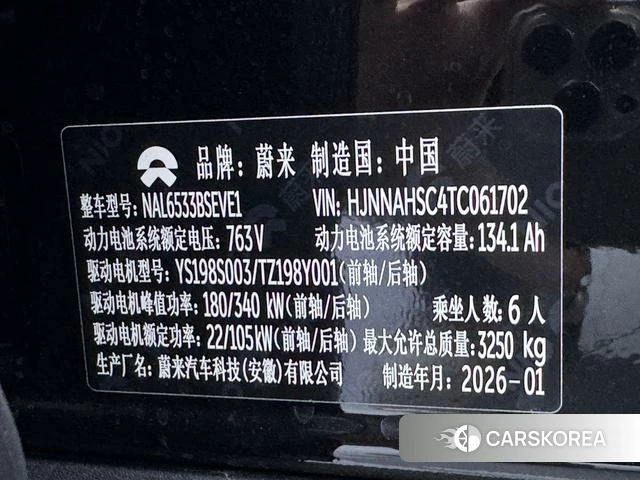 品牌: 蔚来 制造国: 中国
整车型号: NAL6533BSEVE1 VIN: HJNNAHSC4TC061702
动力电池系统额定电压: 763V 动力电池系统额定容量: 134.1 Ah
驱动电机型号: YS198S003/TZ198Y001(前轴/后轴)
驱动电机峰值功率: 180/340 kW(前轴/后轴) 乘坐人数: 6 人
驱动电机额定功率: 22/105kW(前轴/后轴) 最大允许总质量: 3250 kg
生产厂名: 蔚来汽车科技(安徽)有限公司 制造年月: 2026-01
CARSKOREA